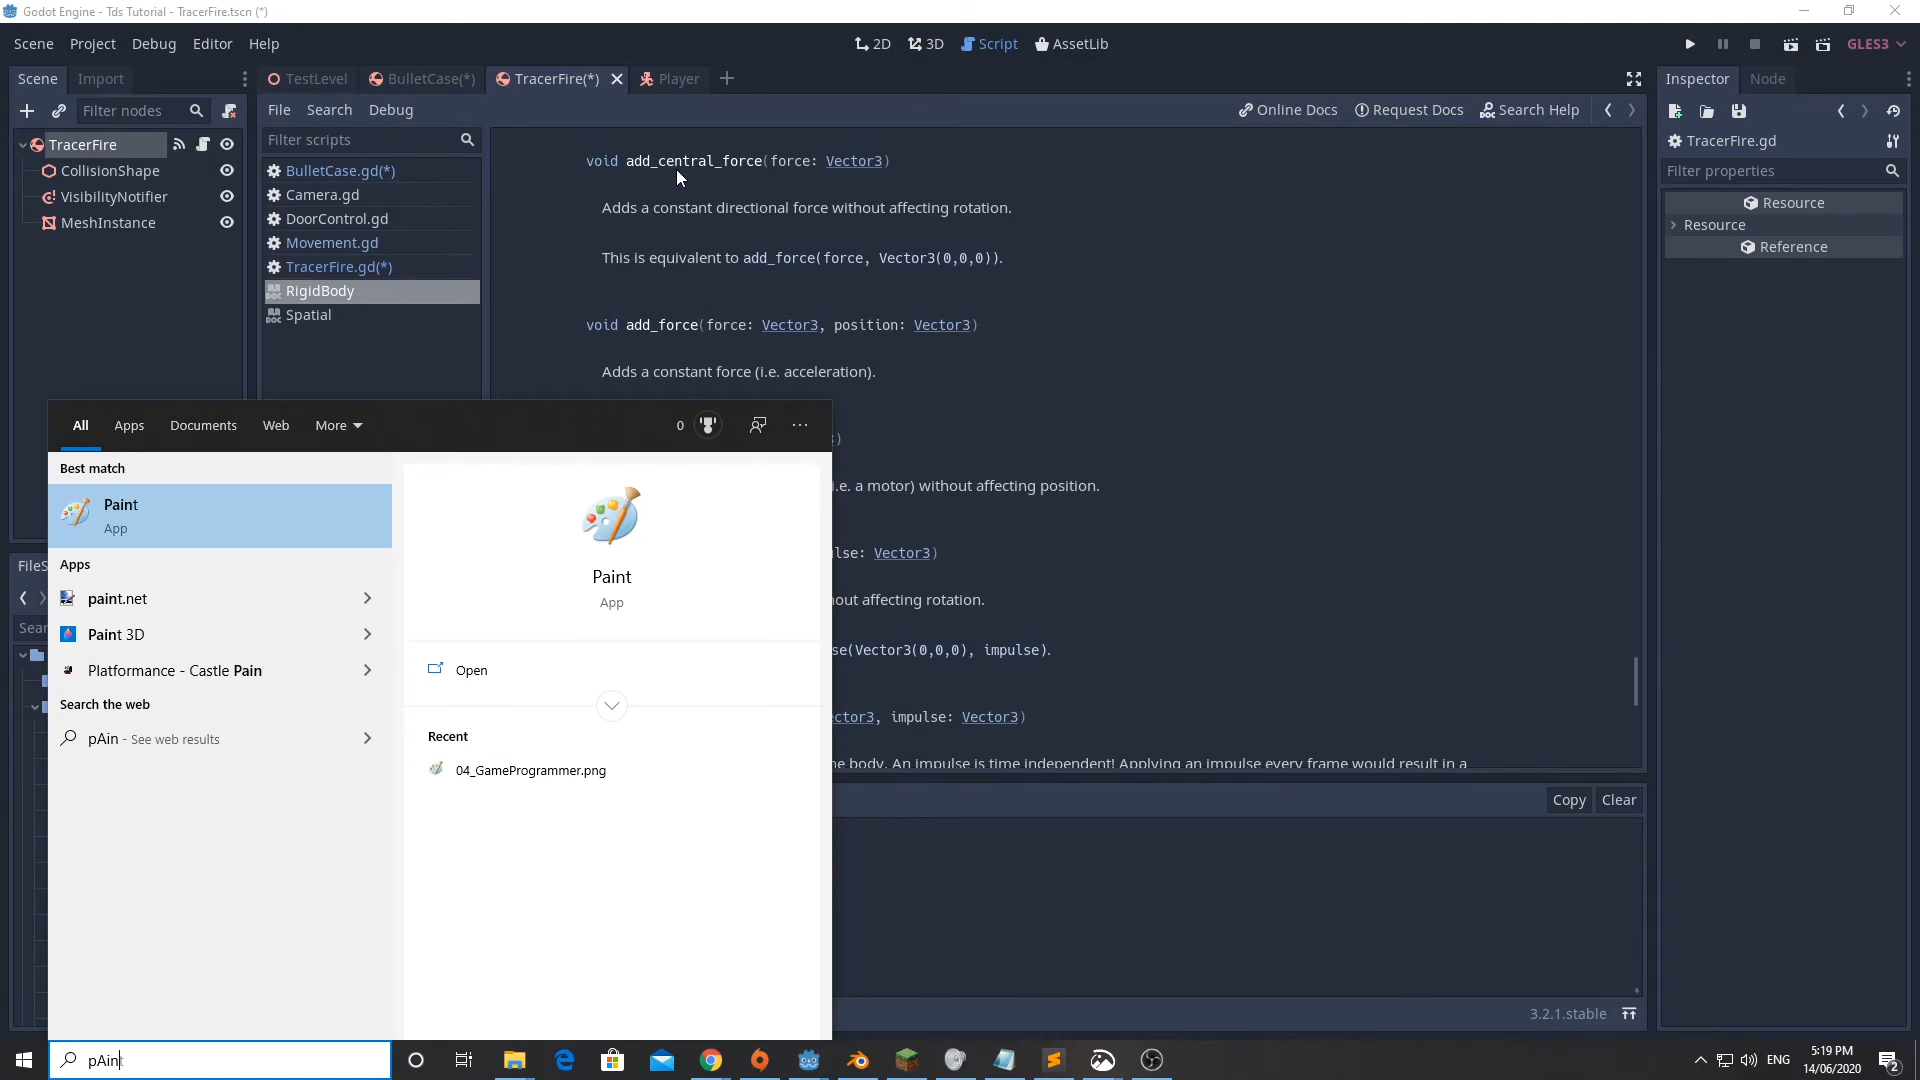 Godot Engine - Tds Tutorial - TracerFire.tscn (*)
Scene Project Debug Editor Help
2D 3D Script AssetLib
GLES3
Scene Import
TestLevel BulletCase(*) TracerFire(*) Player
Inspector Node
Filter nodes
File Search Debug
Online Docs Request Docs Search Help
TracerFire
CollisionShape
VisibilityNotifier
MeshInstance
Filter scripts
BulletCase.gd(*)
Camera.gd
DoorControl.gd
Movement.gd
TracerFire.gd(*)
RigidBody
Spatial
void add_central_force(force: Vector3)
Adds a constant directional force without affecting rotation.
This is equivalent to add_force(force, Vector3(0,0,0)).
void add_force(force: Vector3, position: Vector3)
Adds a constant force (i.e. acceleration).
)
i.e. a motor) without affecting position.
lse: Vector3)
out affecting rotation.
se(Vector3(0,0,0), impulse).
ector3, impulse: Vector3)
he body. An impulse is time independent! Applying an impulse every frame would result in a
TracerFire.gd
Filter properties
Resource
Resource
Reference
Copy Clear
3.2.1.stable
FileS
Sear
All Apps Documents Web More
0
Best match
Paint
App
Apps
paint.net
Paint 3D
Platformance - Castle Pain
Search the web
pAin - See web results
Paint
App
Open
Recent
04_GameProgrammer.png
pAint
ENG
5:19 PM
14/06/2020
2